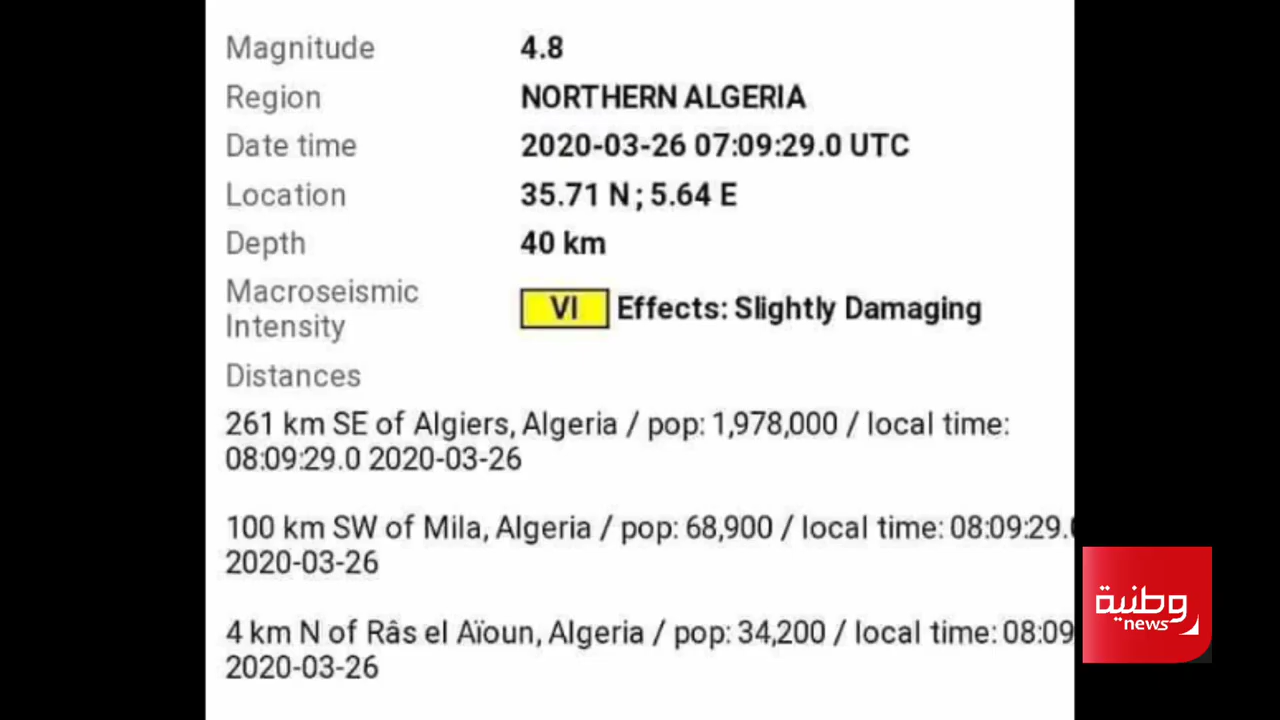 Magnitude 4.8
Region NORTHERN ALGERIA
Date time 2020-03-26 07:09:29.0 UTC
Location 35.71 N ; 5.64 E
Depth 40 km
Macroseismic
Intensity
VI Effects: Slightly Damaging
Distances
261 km SE of Algiers, Algeria / pop: 1,978,000 / local time:
08:09:29.0 2020-03-26
100 km SW of Mila, Algeria / pop: 68,900 / local time: 08:09:29.0
2020-03-26
4 km N of Râs el Aïoun, Algeria / pop: 34,200 / local time: 08:09
2020-03-26
وطنية
news